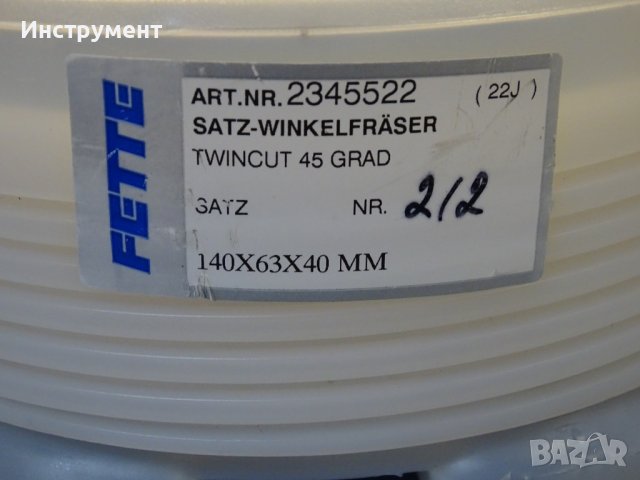 Инструмент
FETTE
ART.NR. 2345522 (22J)
SATZ-WINKELFRÄSER
TWINCUT 45 GRAD
SATZ NR. 2/2
140X63X40 MM
BAZAR